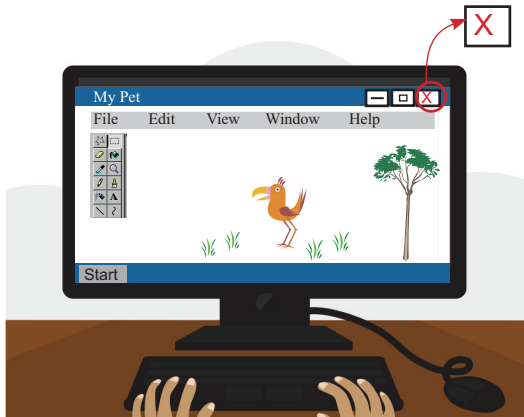 X
My Pet X
File Edit View Window Help
A
Start